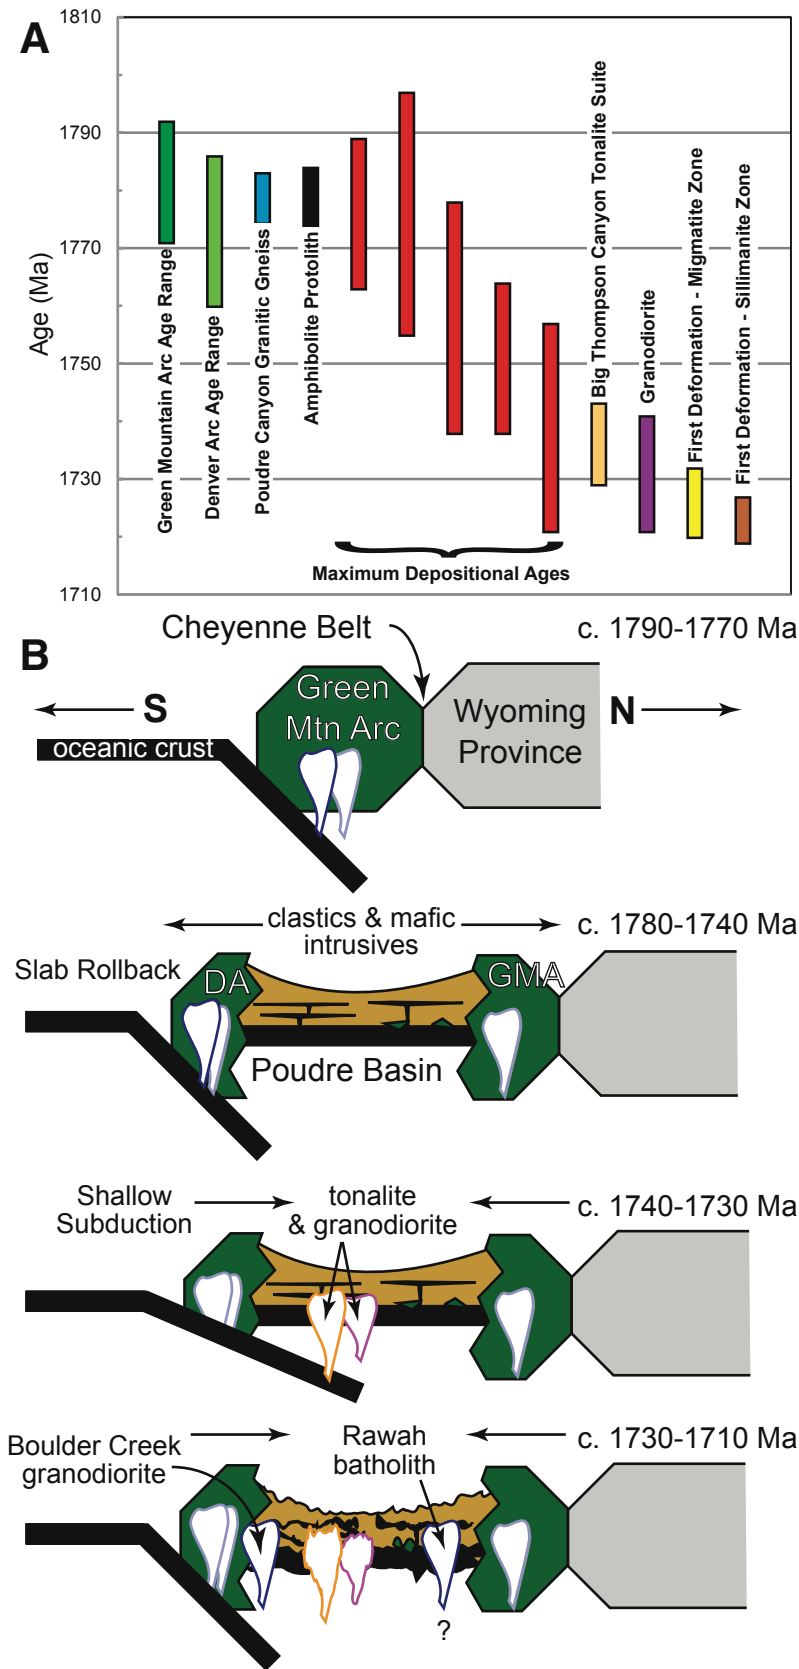 A
1810
1790
1770
1750
1730
1710
Age (Ma)
Green Mountain Arc Age Range
Denver Arc Age Range
Poudre Canyon Granitic Gneiss
Amphibolite Protolith
Big Thompson Canyon Tonalite Suite
Granodiorite
First Deformation - Migmatite Zone
First Deformation - Sillimanite Zone
Maximum Depositional Ages
B
Cheyenne Belt
c. 1790-1770 Ma
S
N
Green
Mtn Arc
Wyoming
Province
oceanic crust
clastics & mafic
intrusives
c. 1780-1740 Ma
Slab Rollback
DA
GMA
Poudre Basin
Shallow
Subduction
tonalite
& granodiorite
c. 1740-1730 Ma
Boulder Creek
granodiorite
Rawah
batholith
c. 1730-1710 Ma
?